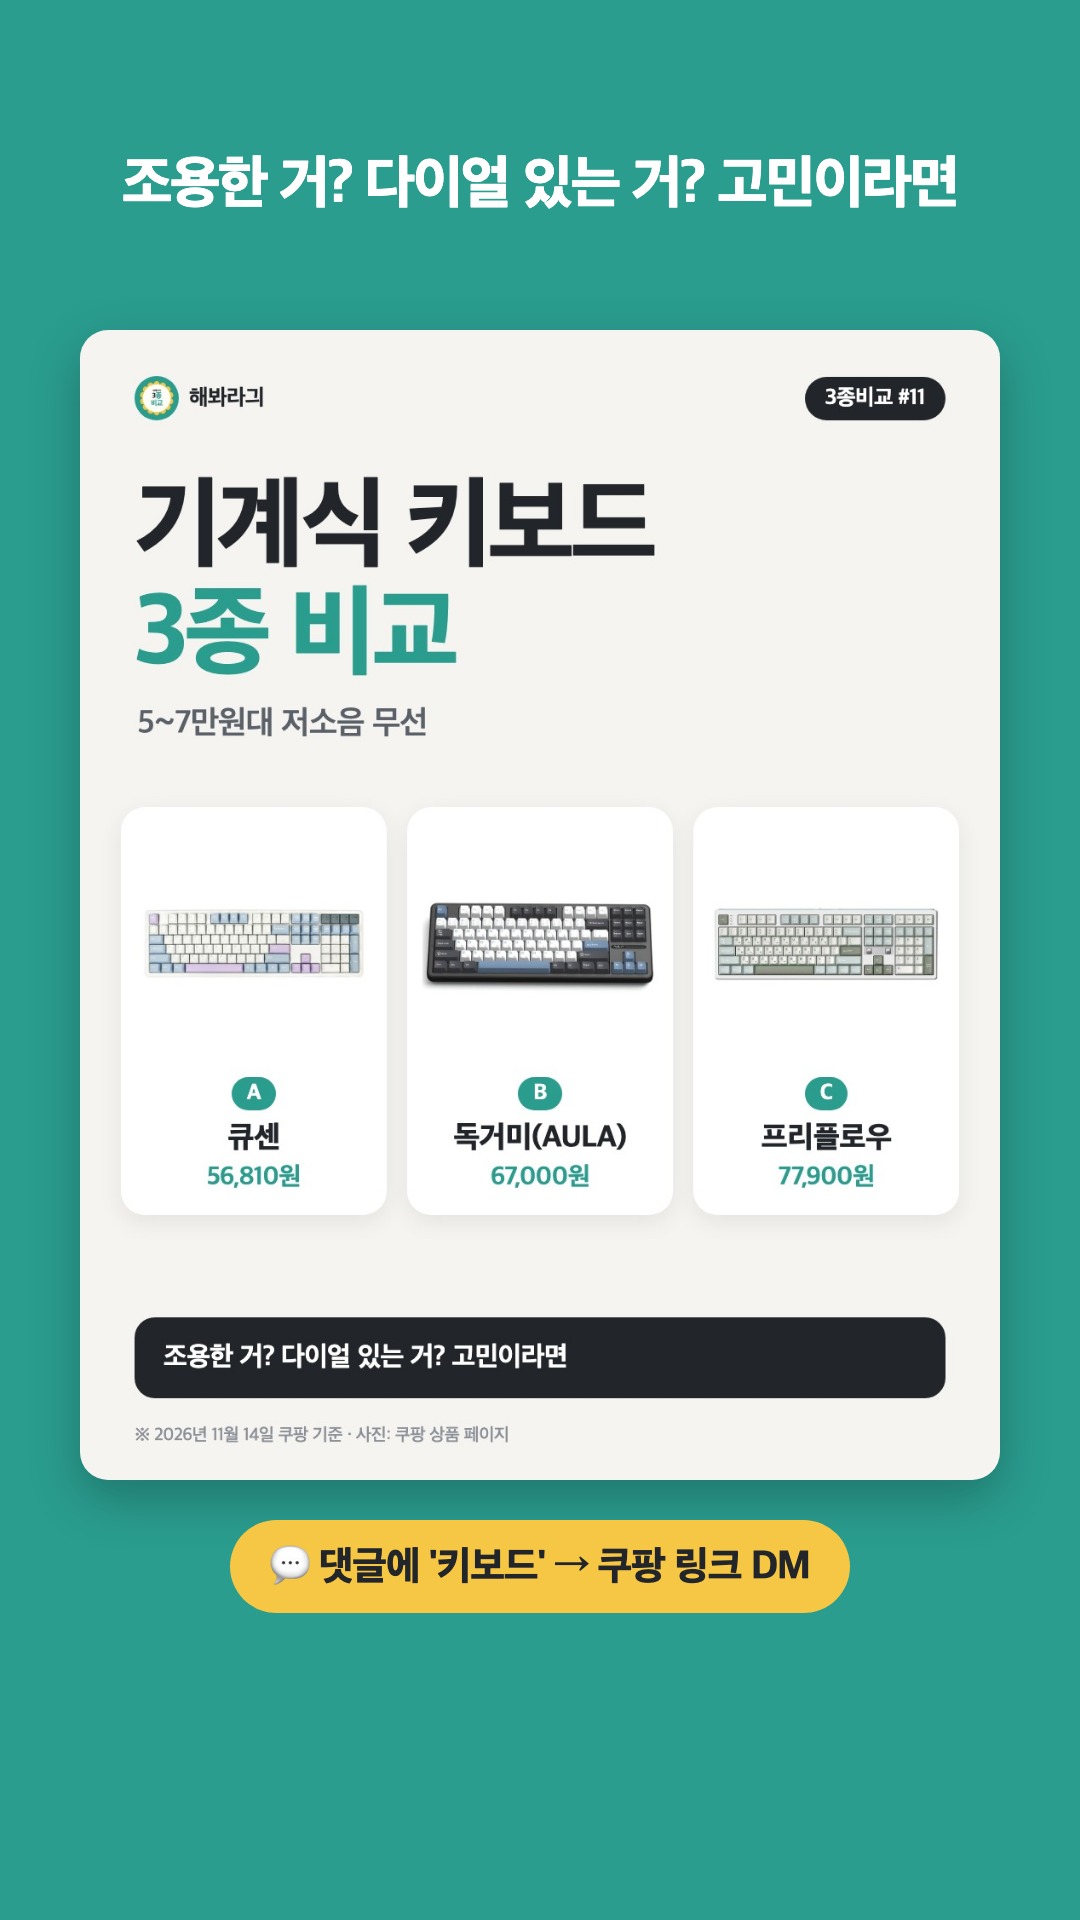 조용한 거? 다이얼 있는 거? 고민이라면
3종
비교
해봐라긔
3종비교 #11
기계식 키보드
3종 비교
5~7만원대 저소음 무선
A
큐센
56,810원
B
독거미(AULA)
67,000원
C
프리플로우
77,900원
조용한 거? 다이얼 있는 거? 고민이라면
※ 2026년 11월 14일 쿠팡 기준 · 사진: 쿠팡 상품 페이지
💬 댓글에 '키보드' → 쿠팡 링크 DM